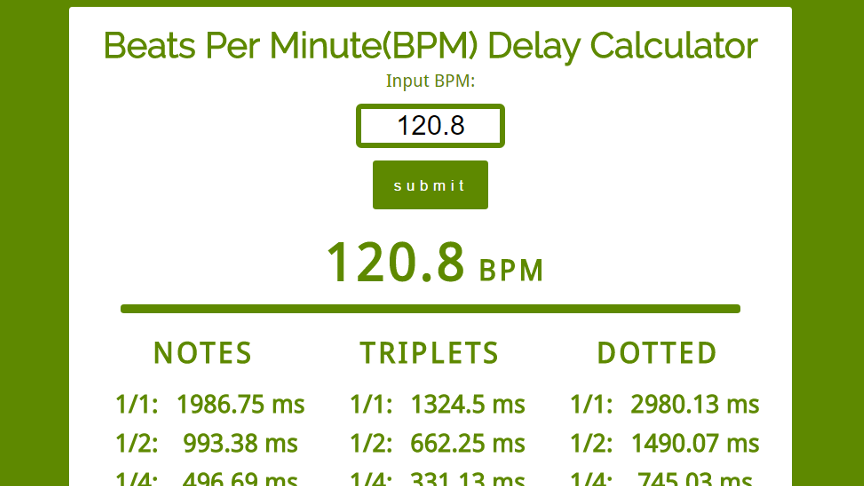 Beats Per Minute(BPM) Delay Calculator
Input BPM:
120.8
submit
120.8 BPM
NOTES TRIPLETS DOTTED
1/1: 1986.75 ms 1/1: 1324.5 ms 1/1: 2980.13 ms
1/2: 993.38 ms 1/2: 662.25 ms 1/2: 1490.07 ms
1/4: 496.69 ms 1/4: 331.13 ms 1/4: 745.03 ms